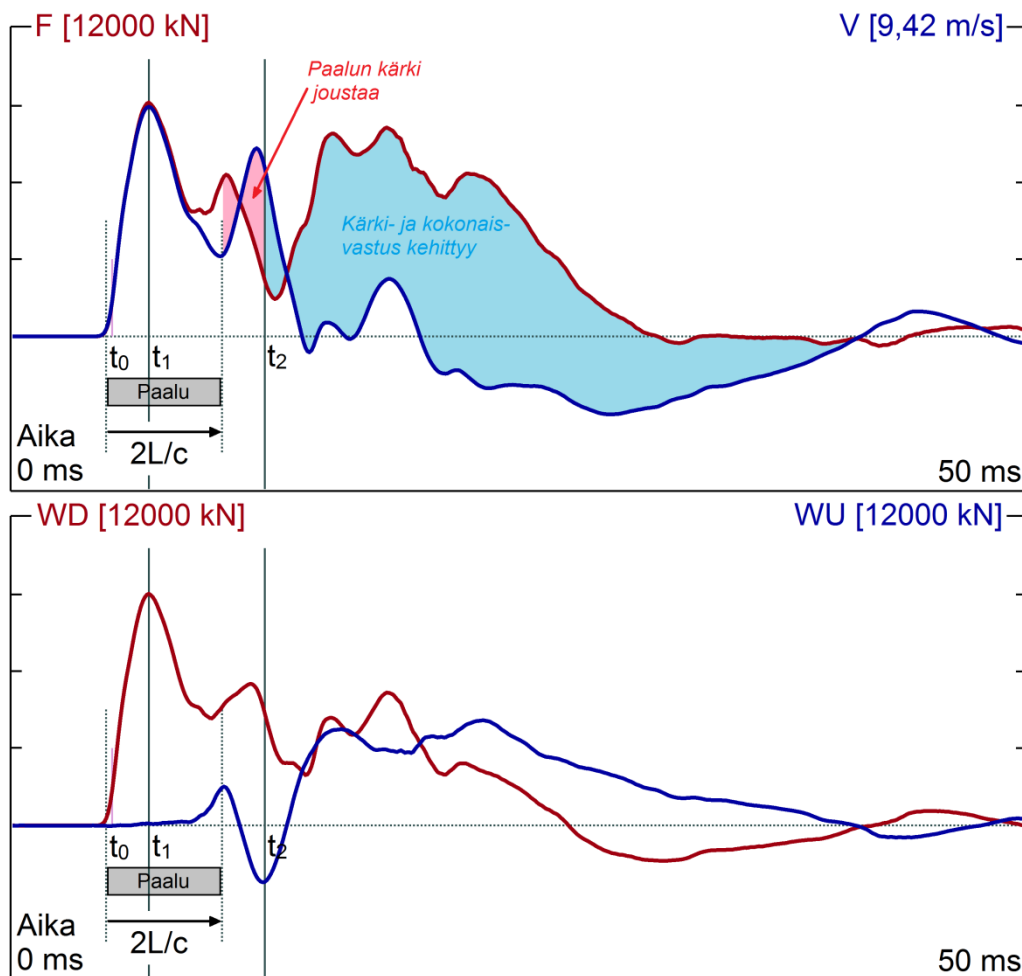 F [12000 kN]
V [9,42 m/s]
Paalun kärki
joustaa
Kärki- ja kokonais-
vastus kehittyy
t0 t1 t2
Paalu
2L/c
Aika
0 ms
50 ms
WD [12000 kN]
WU [12000 kN]
t0 t1 t2
Paalu
2L/c
Aika
0 ms
50 ms